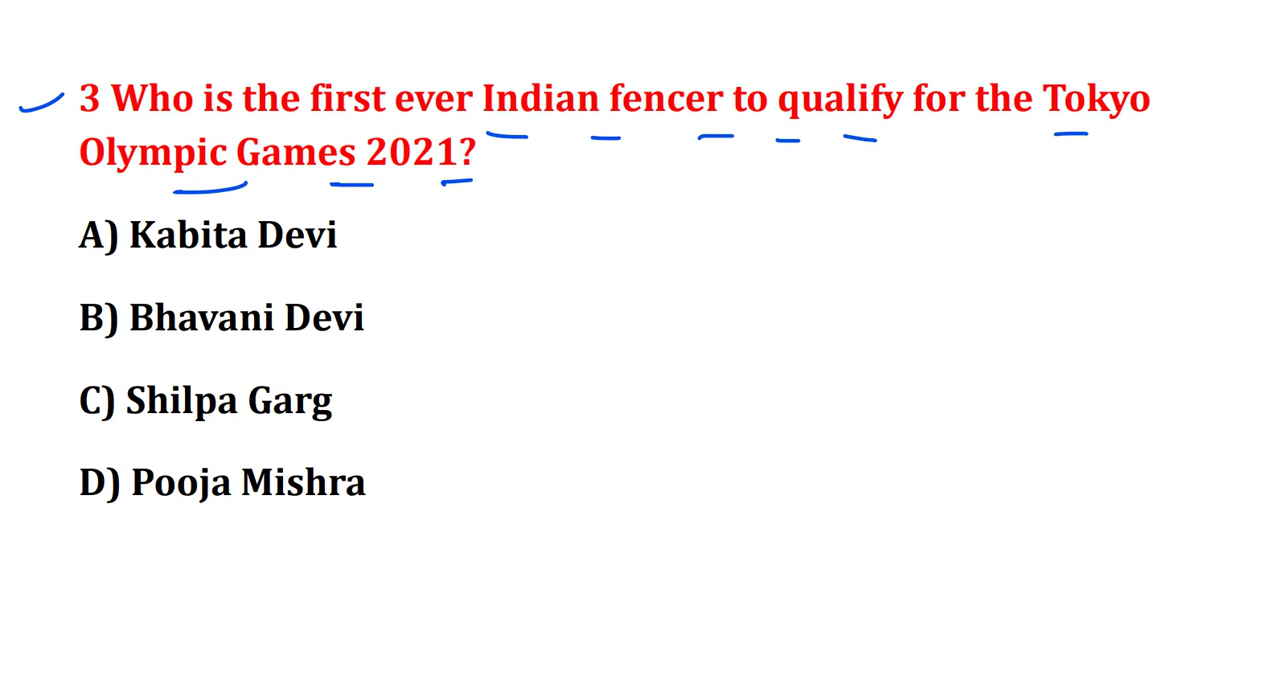 3 Who is the first ever Indian fencer to qualify for the Tokyo
Olympic Games 2021?
A) Kabita Devi
B) Bhavani Devi
C) Shilpa Garg
D) Pooja Mishra